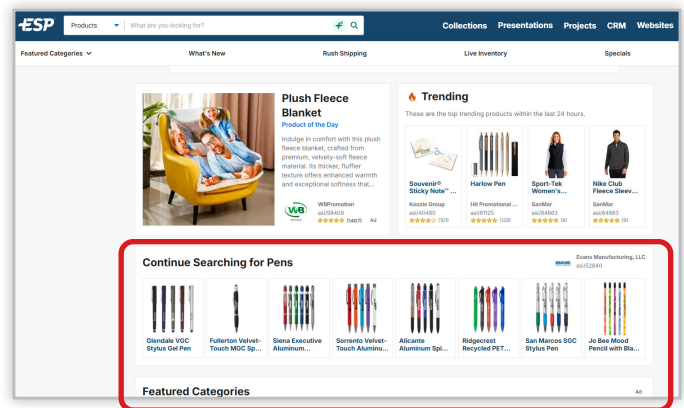 ESP
Products
What are you looking for?
Collections Presentations Projects CRM Websites
Featured Categories
What's New
Rush Shipping
Live Inventory
Specials
Plush Fleece
Blanket
Product of the Day
Indulge in comfort with this plush
fleece blanket, crafted from
premium, velvety-soft fleece
material. Its thicker, fluffier
texture offers enhanced warmth
and exceptional softness that...
WBPromotion
asi/98409
(1467) Ad
Trending
These are the top trending products within the last 24 hours.
Souvenir®
Sticky Note™ ...
Koozie Group
asi/40480
(101)
Harlow Pen
Hit Promotional ...
asi/61125
(129)
Sport-Tek
Women's...
SanMar
asi/84863
(9)
Nike Club
Fleece Sleev...
SanMar
asi/84863
(9)
Continue Searching for Pens
Evans Manufacturing, LLC
asi/52840
Glendale VGC
Stylus Gel Pen
Fullerton Velvet-
Touch MGC Sp...
Siena Executive
Aluminum...
Sorrento Velvet-
Touch Aluminu...
Alicante
Aluminum Spi...
Ridgecrest
Recycled PET...
San Marcos SGC
Stylus Pen
Jo Bee Mood
Pencil with Bla...
Featured Categories
Ad